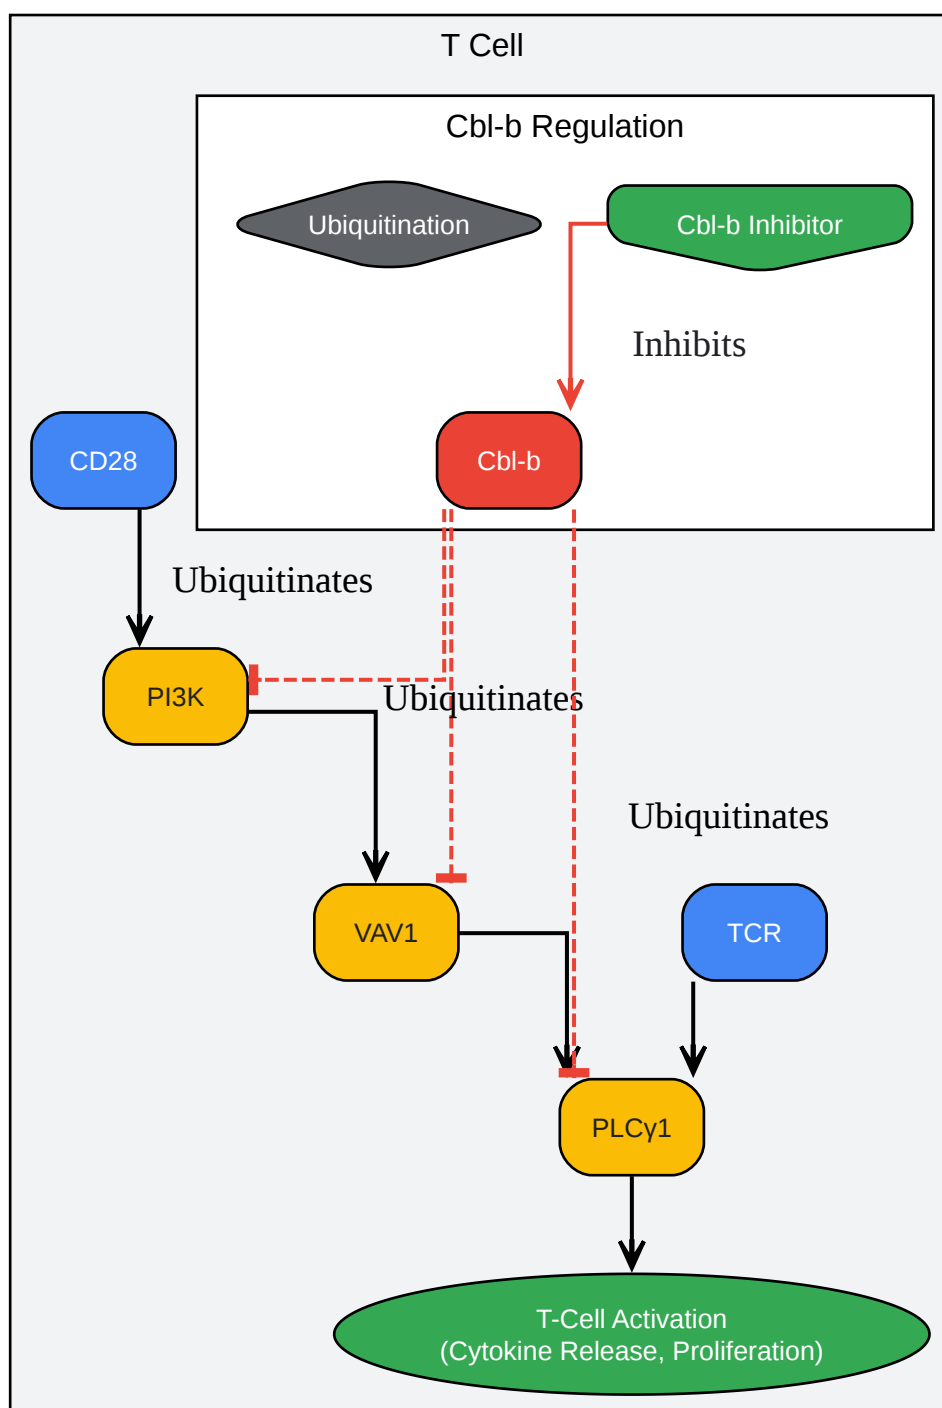 T Cell
Cbl-b Regulation
Ubiquitination
Cbl-b Inhibitor
Inhibits
CD28
Cbl-b
Ubiquitinates
PI3K
Ubiquitinates
Ubiquitinates
VAV1
TCR
PLCγ1
T-Cell Activation
(Cytokine Release, Proliferation)